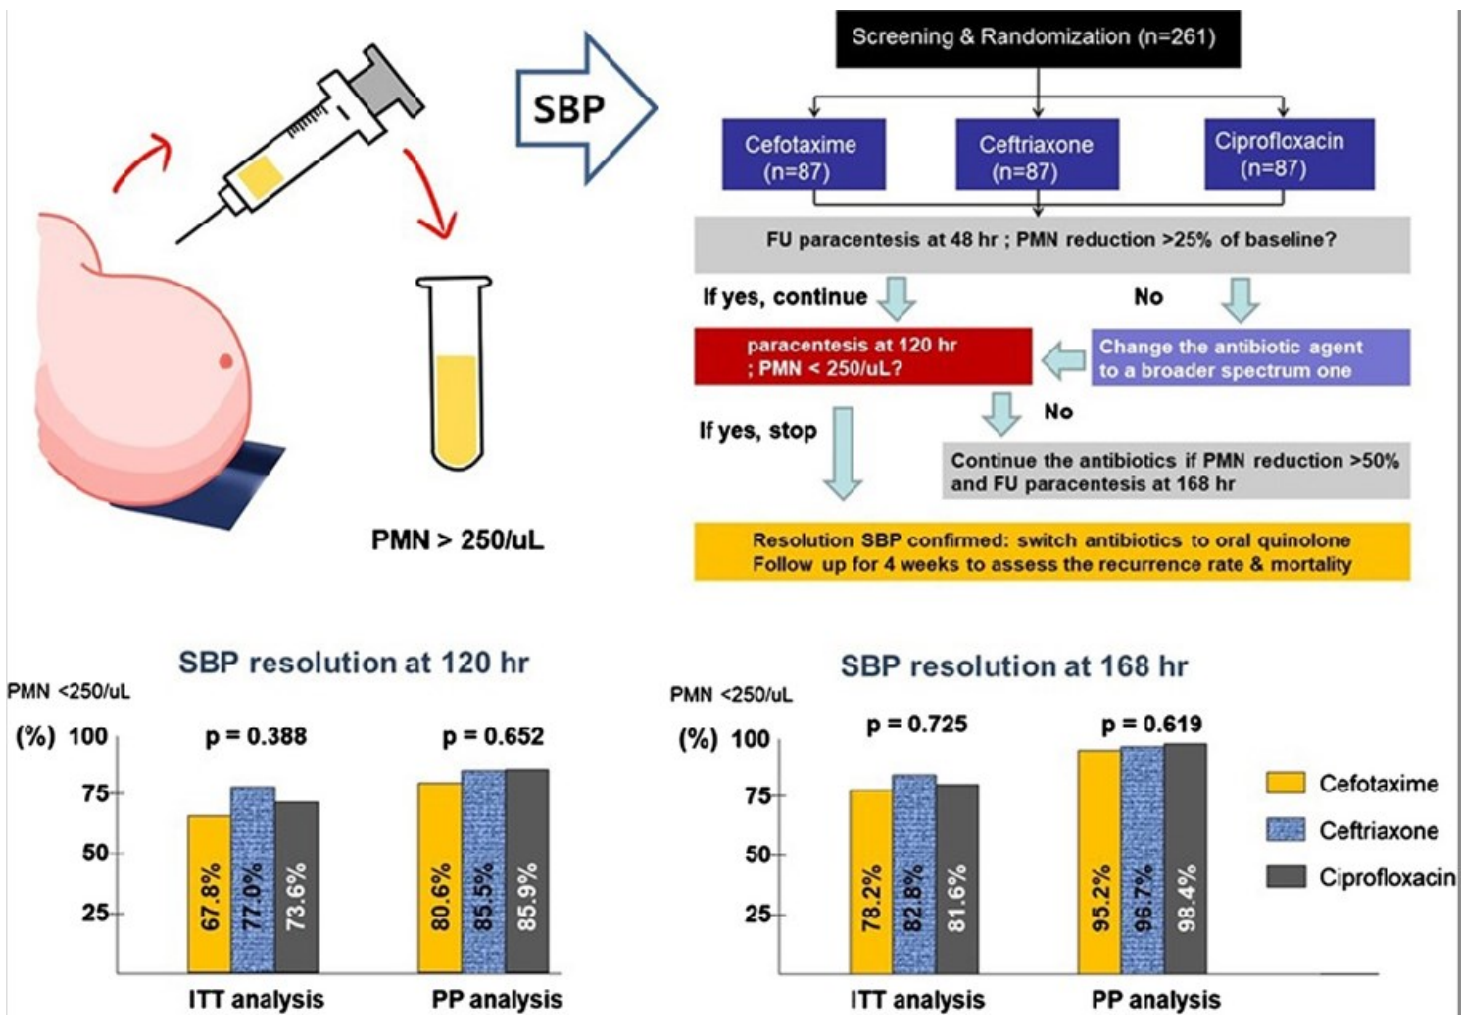 Screening & Randomization (n=261)
SBP
Cefotaxime
(n=87)
Ceftriaxone
(n=87)
Ciprofloxacin
(n=87)
FU paracentesis at 48 hr ; PMN reduction >25% of baseline?
If yes, continue
No
paracentesis at 120 hr
; PMN < 250/uL?
Change the antibiotic agent
to a broader spectrum one
If yes, stop
No
Continue the antibiotics if PMN reduction >50%
and FU paracentesis at 168 hr
PMN > 250/uL
Resolution SBP confirmed: switch antibiotics to oral quinolone
Follow up for 4 weeks to assess the recurrence rate & mortality
SBP resolution at 120 hr
PMN <250/uL
(%)
100
75
50
25
p = 0.388
p = 0.652
67.8%
77.0%
73.6%
80.6%
85.5%
85.9%
ITT analysis
PP analysis
SBP resolution at 168 hr
PMN <250/uL
(%)
100
75
50
25
p = 0.725
p = 0.619
78.2%
82.8%
81.6%
95.2%
96.7%
98.4%
ITT analysis
PP analysis
Cefotaxime
Ceftriaxone
Ciprofloxacin